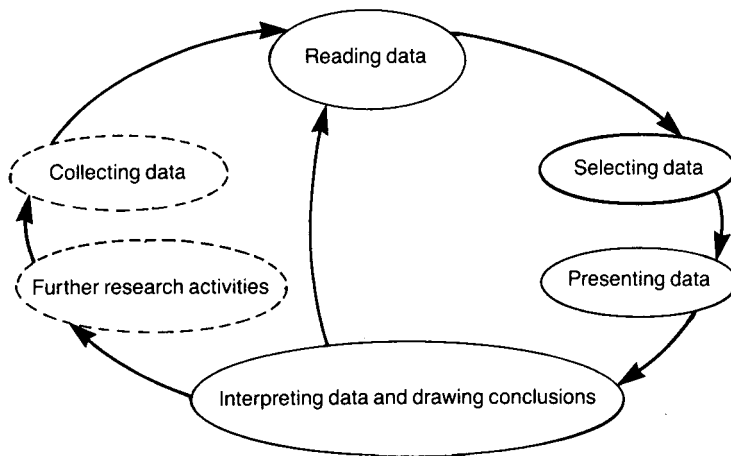 Reading data
Collecting data
Selecting data
Further research activities
Presenting data
Interpreting data and drawing conclusions